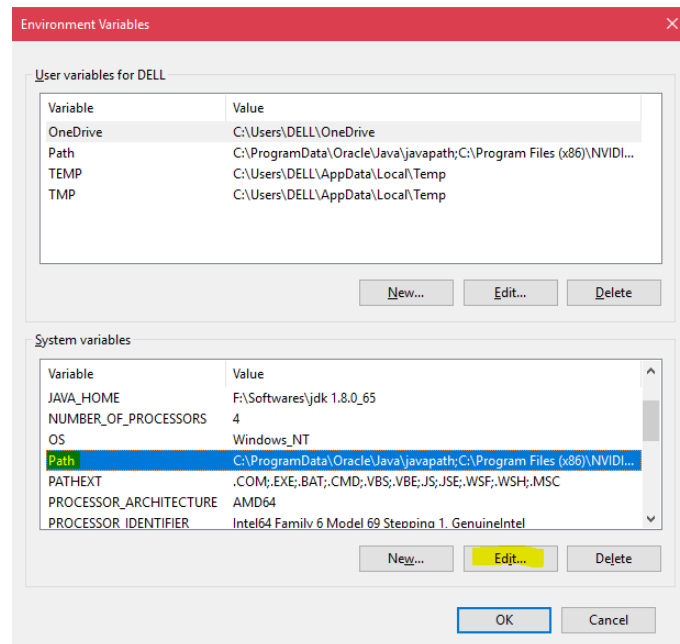 Environment Variables
User variables for DELL
Variable Value
OneDrive C:\Users\DELL\OneDrive
Path C:\ProgramData\Oracle\Java\javapath;C:\Program Files (x86)\NVIDI...
TEMP C:\Users\DELL\AppData\Local\Temp
TMP C:\Users\DELL\AppData\Local\Temp
New... Edit... Delete
System variables
Variable Value
JAVA_HOME F:\Softwares\jdk 1.8.0_65
NUMBER_OF_PROCESSORS 4
OS Windows_NT
Path C:\ProgramData\Oracle\Java\javapath;C:\Program Files (x86)\NVIDI...
PATHEXT .COM;.EXE;.BAT;.CMD;.VBS;.VBE;.JS;.JSE;.WSF;.WSH;.MSC
PROCESSOR_ARCHITECTURE AMD64
PROCESSOR_IDENTIFIER Intel64 Family 6 Model 69 Stepping 1, GenuineIntel
New... Edit... Delete
OK Cancel